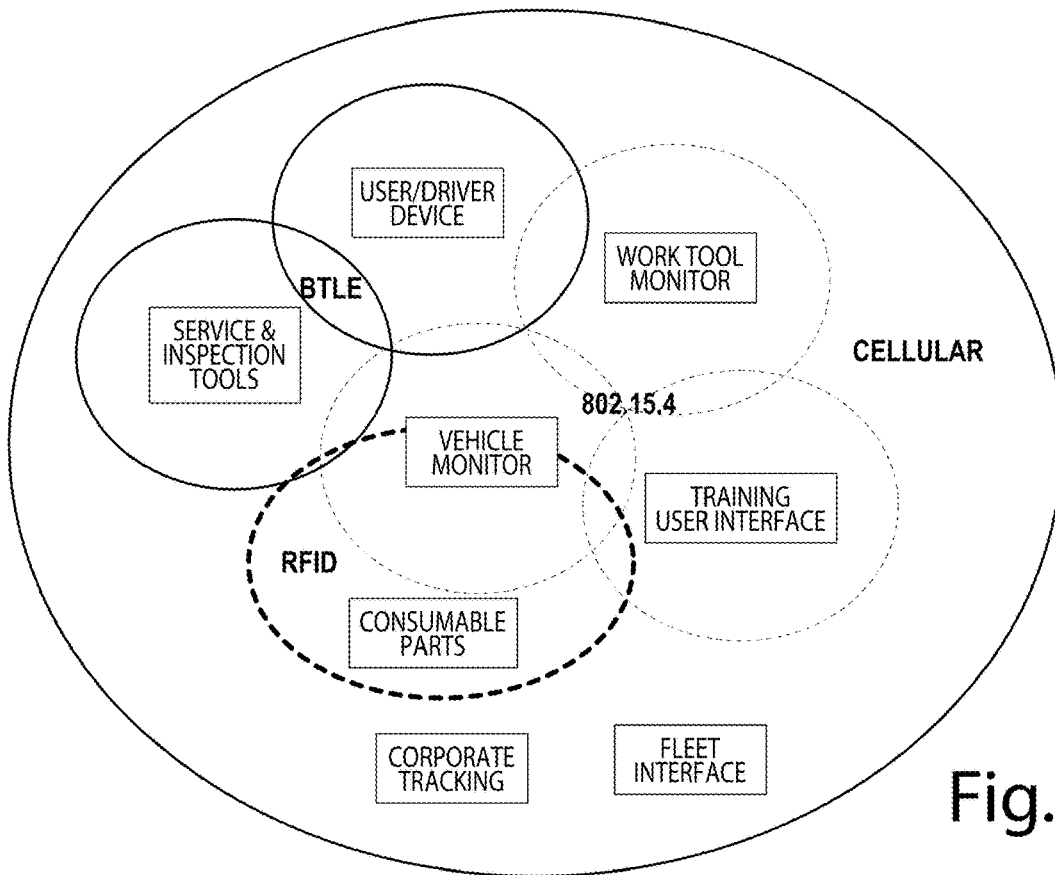 USER/DRIVER
DEVICE
WORK TOOL
MONITOR
BTLE
SERVICE &
INSPECTION
TOOLS
CELLULAR
802.15.4
VEHICLE
MONITOR
TRAINING
USER INTERFACE
RFID
CONSUMABLE
PARTS
CORPORATE
TRACKING
FLEET
INTERFACE
Fig.